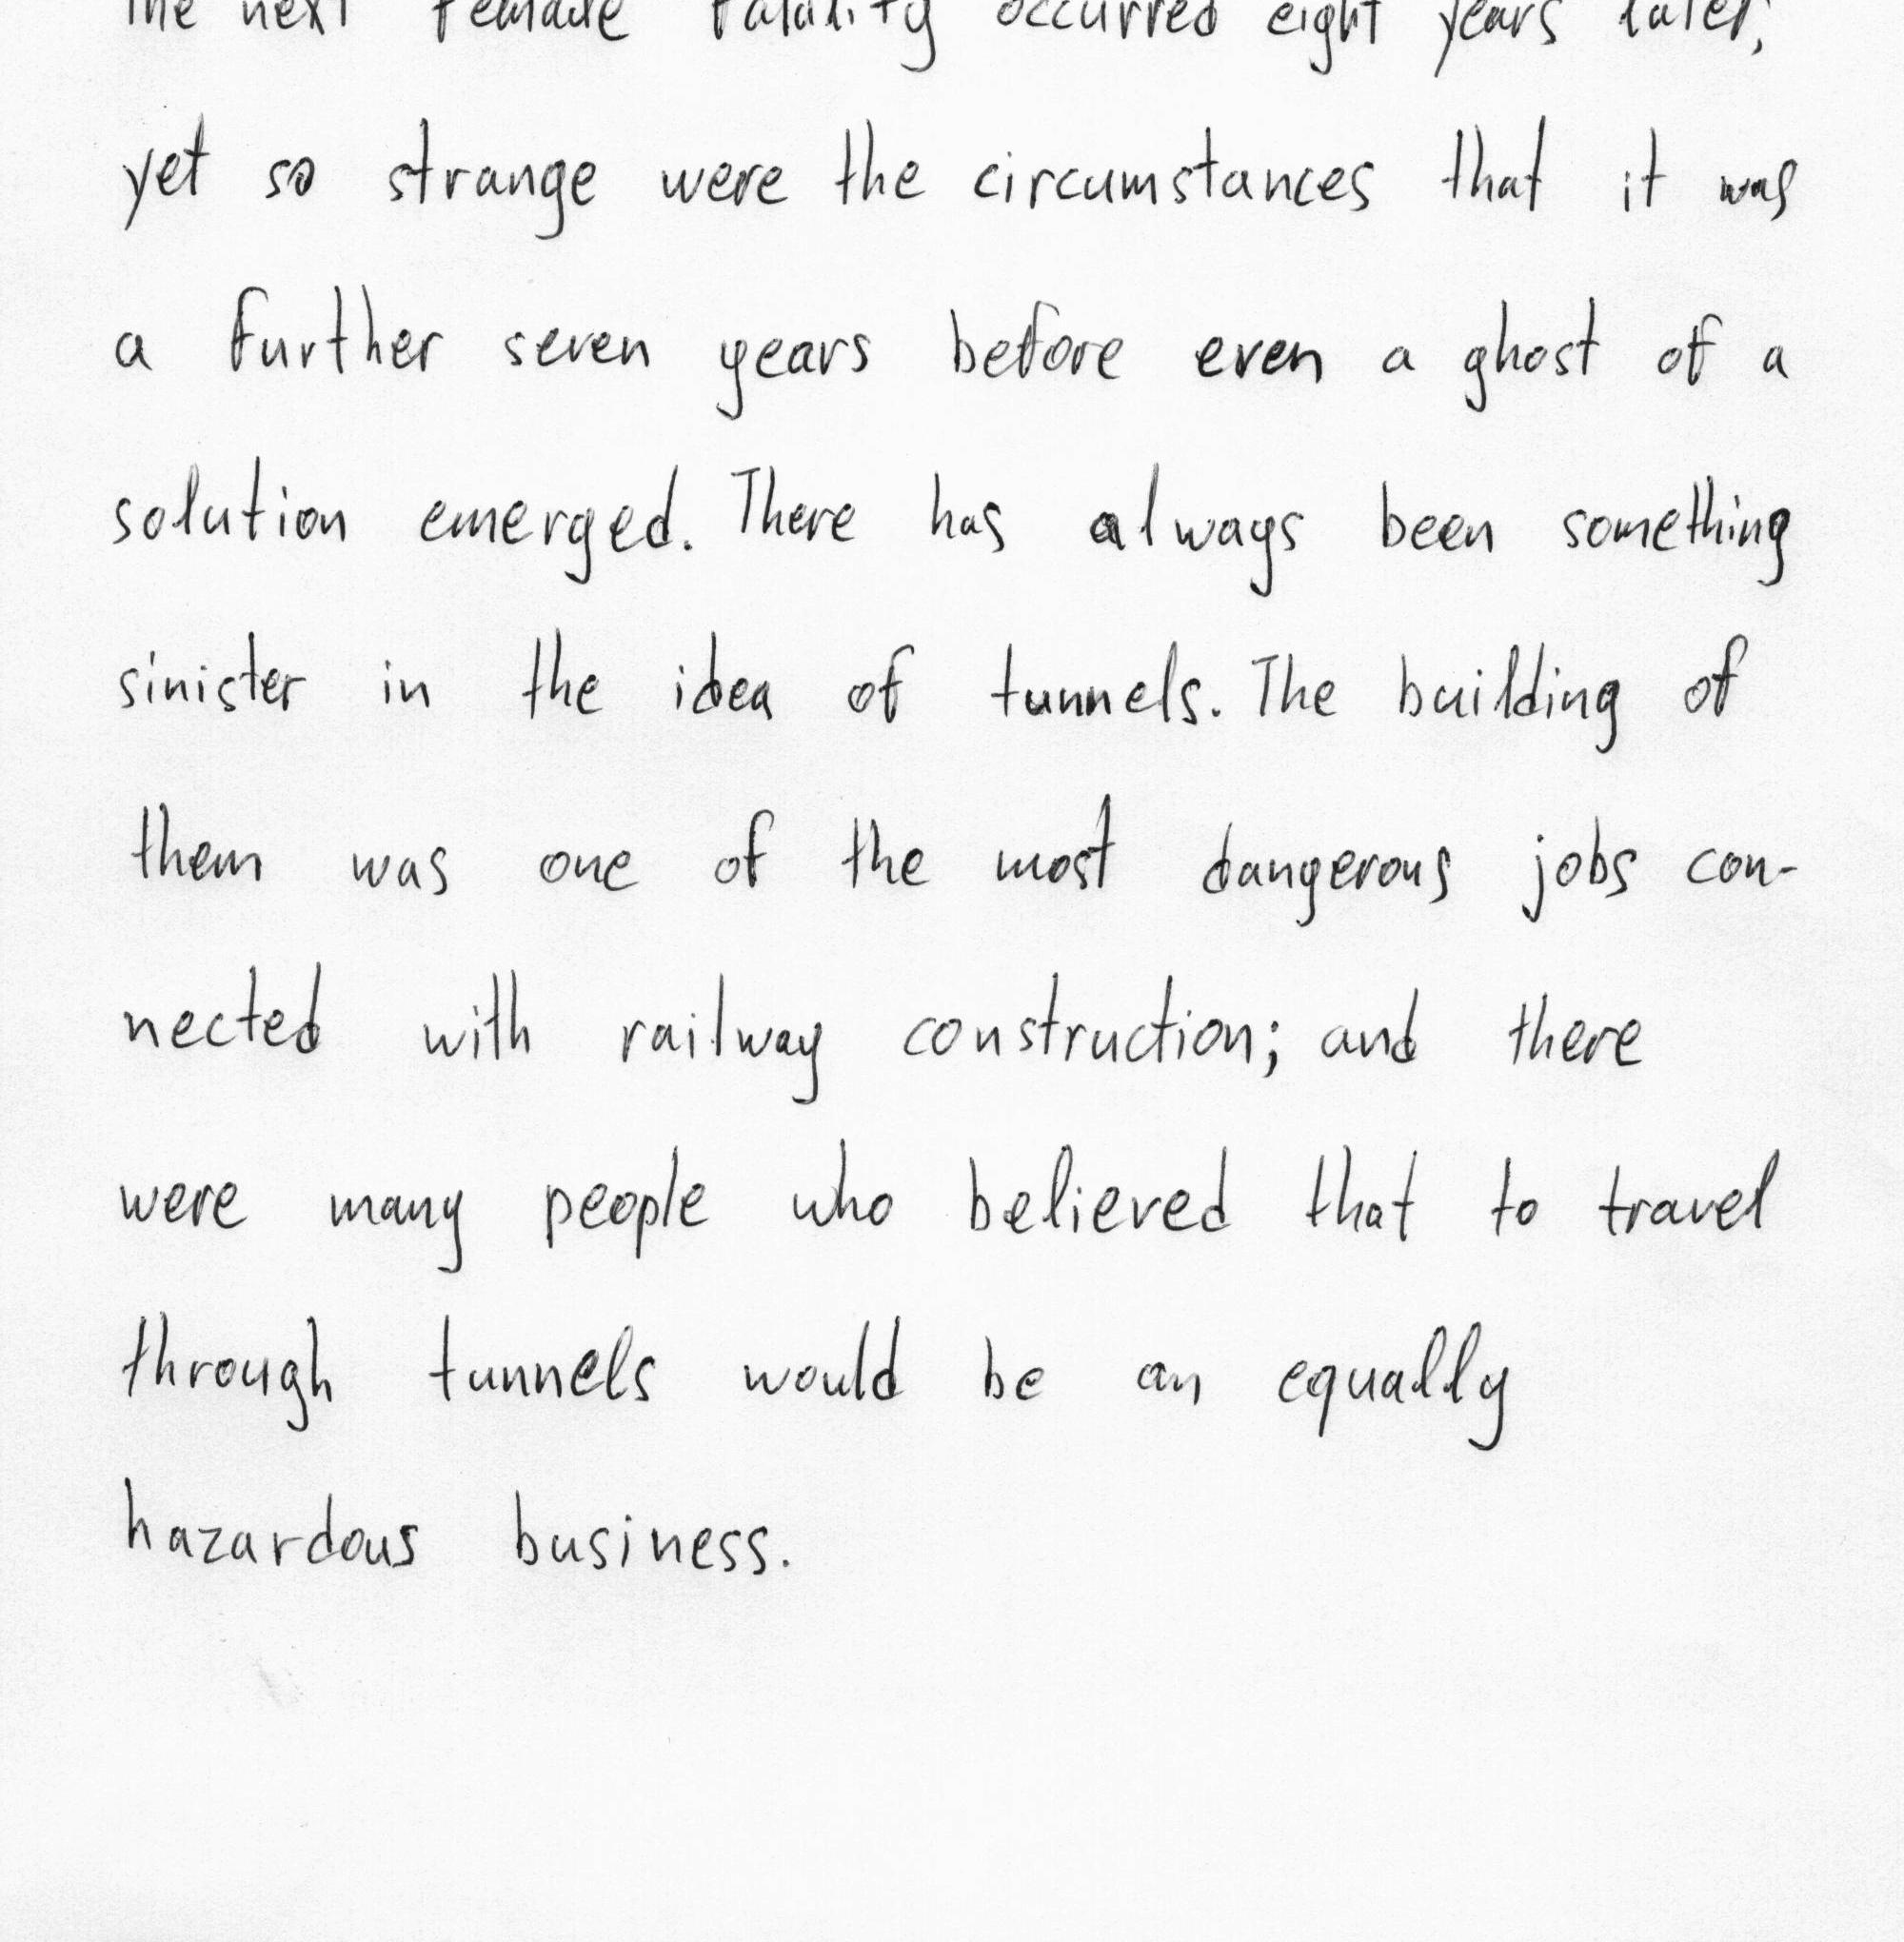 The next female fatality occurred eight years later,
yet so strange were the circumstances that it was
a further seven years before even a ghost of a
solution emerged. There has always been something
sinister in the idea of tunnels. The building of
them was one of the most dangerous jobs con-
nected with railway construction; and there
were many people who believed that to travel
through tunnels would be an equally
hazardous business.